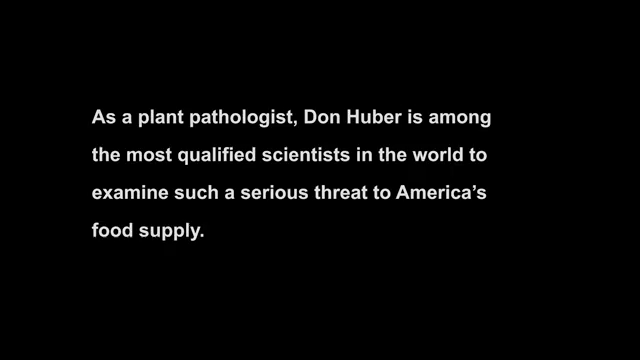 As a plant pathologist, Don Huber is among
the most qualified scientists in the world to
examine such a serious threat to America’s
food supply.